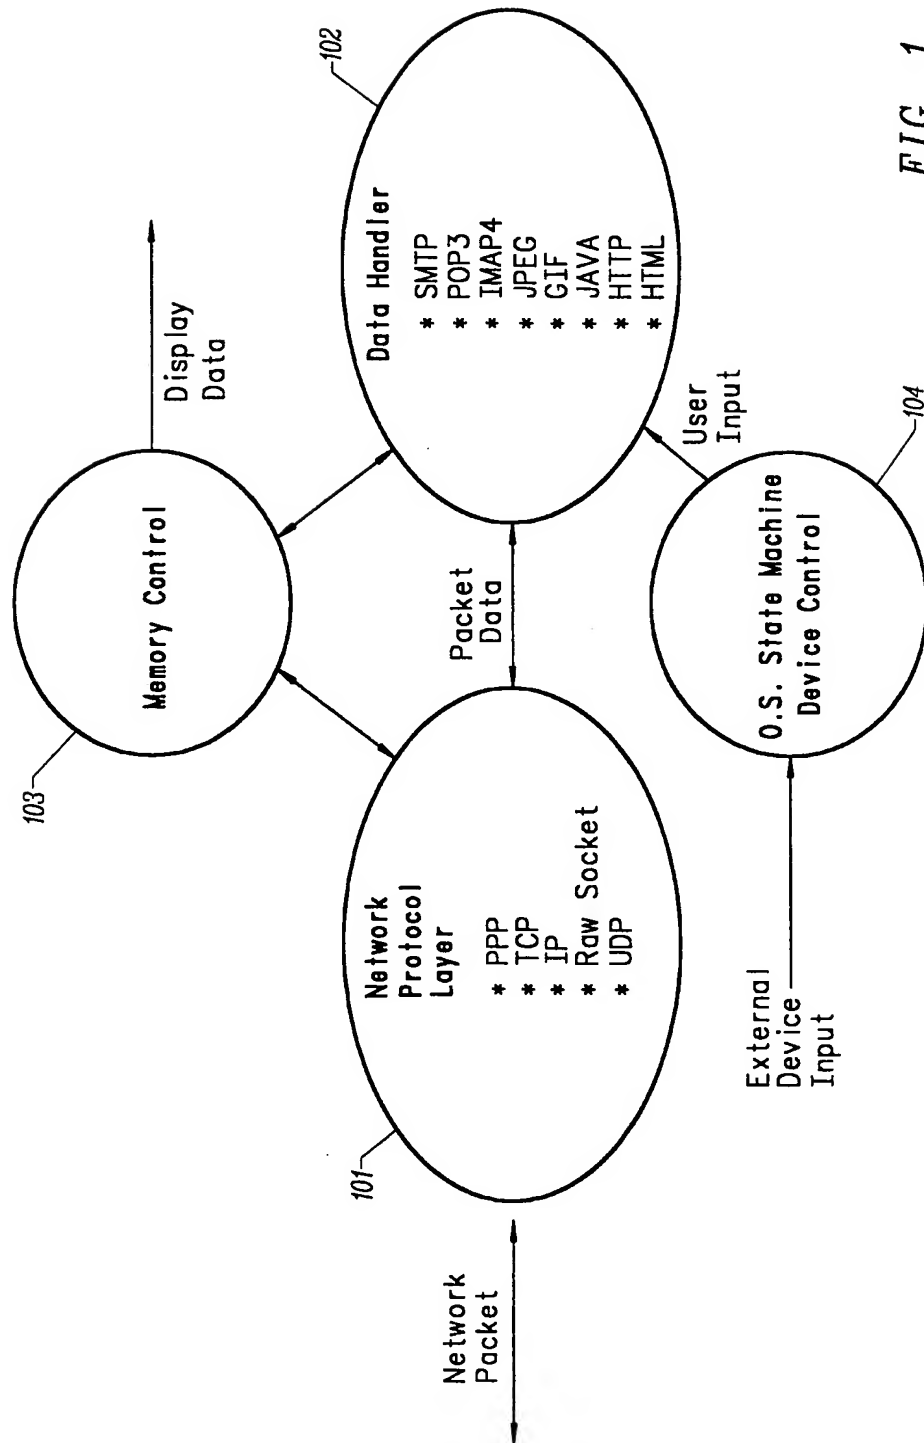 103
Memory Control
Display
Data
102
Data Handler
* SMTP
* POP3
* IMAP4
* JPEG
* GIF
* JAVA
* HTTP
* HTML
101
Network
Protocol
Layer
* PPP
* TCP
* IP
* Raw Socket
* UDP
Packet
Data
Network
Packet
User
Input
External
Device
Input
O.S. State Machine
Device Control
104
FIG. 1